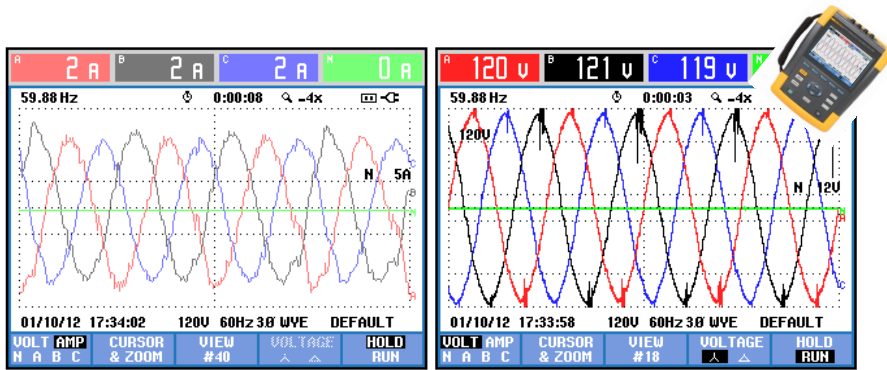 A 2 A B 2 A C 2 A N 0 A
59.88 Hz 0:00:08 -4x
N 5A
C
B
N
A
01/10/12 17:34:02 120V 60Hz 3Ø WYE DEFAULT
VOLT AMP CURSOR VIEW VOLTAGE HOLD
N A B C & ZOOM #40 RUN
A 120 V B 121 V C 119 V N
59.88 Hz 0:00:03 -4x
120V
N 12V
N
A
C
01/10/12 17:33:58 120V 60Hz 3Ø WYE DEFAULT
VOLT AMP CURSOR VIEW VOLTAGE HOLD
N A B C & ZOOM #18 RUN